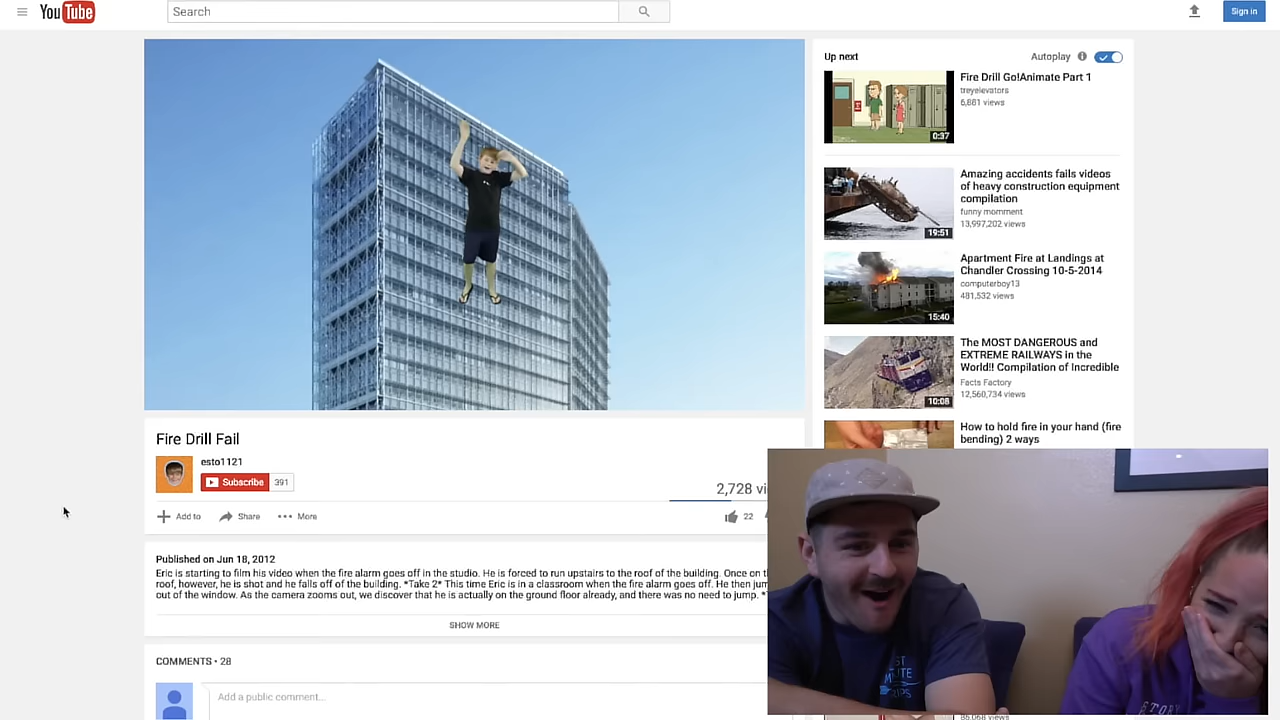 YouTube
Search
Sign in
Up next
Autoplay
Fire Drill Go!Animate Part 1
treyelevators
6,881 views
0:37
Amazing accidents fails videos
of heavy construction equipment
compilation
funny momment
13,997,202 views
19:51
Apartment Fire at Landings at
Chandler Crossing 10-5-2014
computerboy13
481,532 views
15:40
The MOST DANGEROUS and
EXTREME RAILWAYS in the
World!! Compilation of Incredible
Facts Factory
12,560,734 views
10:08
How to hold fire in your hand (fire
bending) 2 ways
Fire Drill Fail
esto1121
Subscribe 391
2,728 vi
Add to Share More
22
Published on Jun 18, 2012
Eric is starting to film his video when the fire alarm goes off in the studio. He is forced to run upstairs to the roof of the building. Once on th
roof, however, he is shot and he falls off of the building. *Take 2* This time Eric is in a classroom when the fire alarm goes off. He then jum
out of the window. As the camera zooms out, we discover that he is actually on the ground floor already, and there was no need to jump. *
SHOW MORE
COMMENTS • 28
Add a public comment...